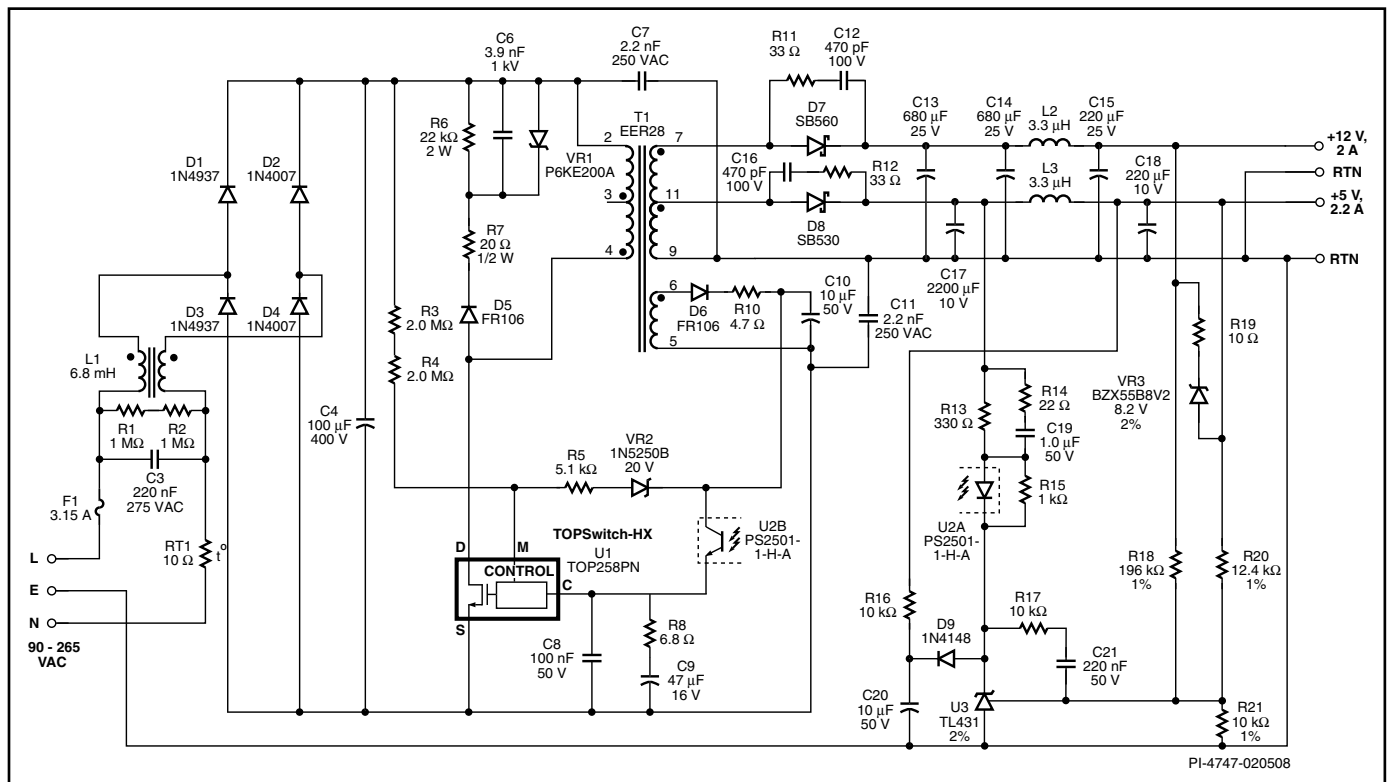 C6
3.9 nF
1 kV
C7
2.2 nF
250 VAC
R11
33 Ω
C12
470 pF
100 V
R6
22 kΩ
2 W
VR1
P6KE200A
T1
EER28
2
3
4
7
11
9
6
5
D7
SB560
C16
470 pF
100 V
R12
33 Ω
D8
SB530
C13
680 µF
25 V
C14
680 µF
25 V
L2
3.3 µH
C15
220 µF
25 V
L3
3.3 µH
C18
220 µF
10 V
+12 V,
2 A
RTN
+5 V,
2.2 A
RTN
D1
1N4937
D2
1N4007
D3
1N4937
D4
1N4007
R7
20 Ω
1/2 W
D5
FR106
R3
2.0 MΩ
R4
2.0 MΩ
D6
FR106
R10
4.7 Ω
C10
10 µF
50 V
C11
2.2 nF
250 VAC
C17
2200 µF
10 V
R19
10 Ω
VR3
BZX55B8V2
8.2 V
2%
L1
6.8 mH
R1
1 MΩ
R2
1 MΩ
C3
220 nF
275 VAC
C4
100 µF
400 V
R13
330 Ω
R14
22 Ω
C19
1.0 µF
50 V
R15
1 kΩ
U2A
PS2501-
1-H-A
R5
5.1 kΩ
VR2
1N5250B
20 V
U2B
PS2501-
1-H-A
F1
3.15 A
RT1
10 Ω
t°
L
E
N
90 - 265
VAC
TOPSwitch-HX
U1
TOP258PN
D
M
CONTROL
C
S
C8
100 nF
50 V
R8
6.8 Ω
C9
47 µF
16 V
R16
10 kΩ
D9
1N4148
R17
10 kΩ
C21
220 nF
50 V
R18
196 kΩ
1%
R20
12.4 kΩ
1%
C20
10 µF
50 V
U3
TL431
2%
R21
10 kΩ
1%
PI-4747-020508